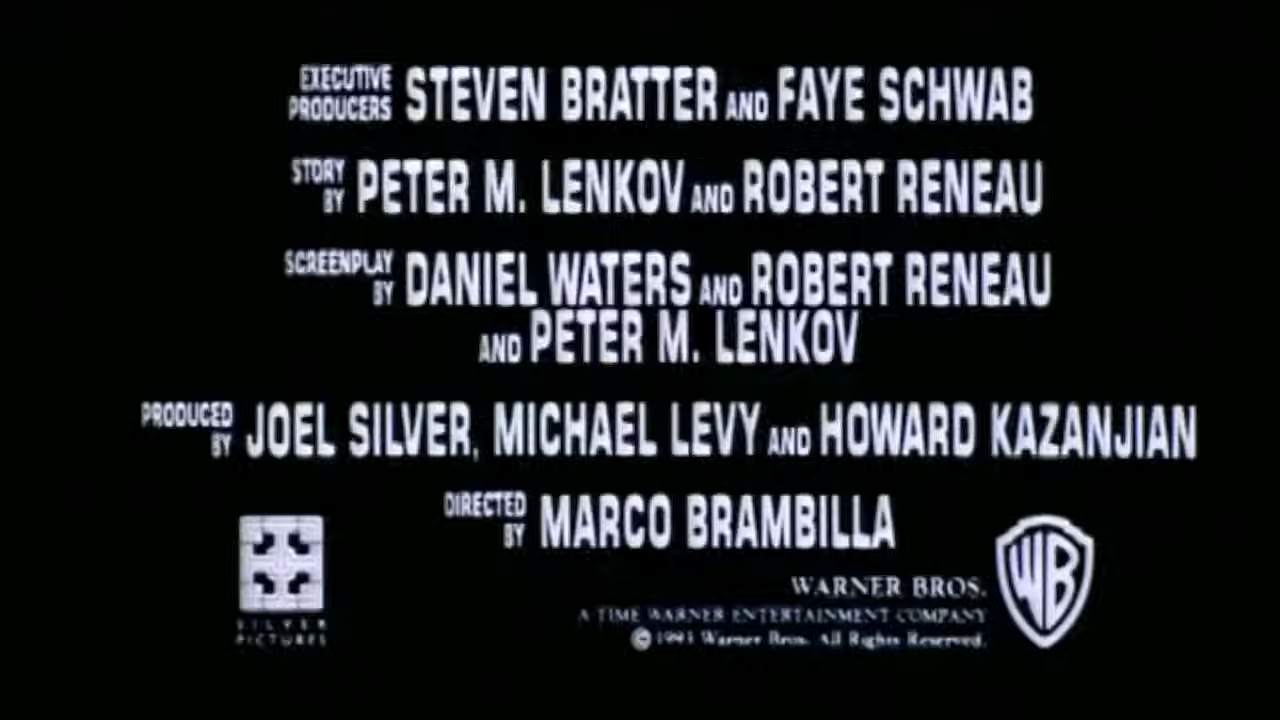 EXECUTIVE PRODUCERS STEVEN BRATTER AND FAYE SCHWAB
STORY BY PETER M. LENKOV AND ROBERT RENEAU
SCREENPLAY BY DANIEL WATERS AND ROBERT RENEAU
AND PETER M. LENKOV
PRODUCED BY JOEL SILVER, MICHAEL LEVY AND HOWARD KAZANJIAN
DIRECTED BY MARCO BRAMBILLA
SILVER
PICTURES
WARNER BROS.
A TIME WARNER ENTERTAINMENT COMPANY
© 1993 Warner Bros. All Rights Reserved.
WB